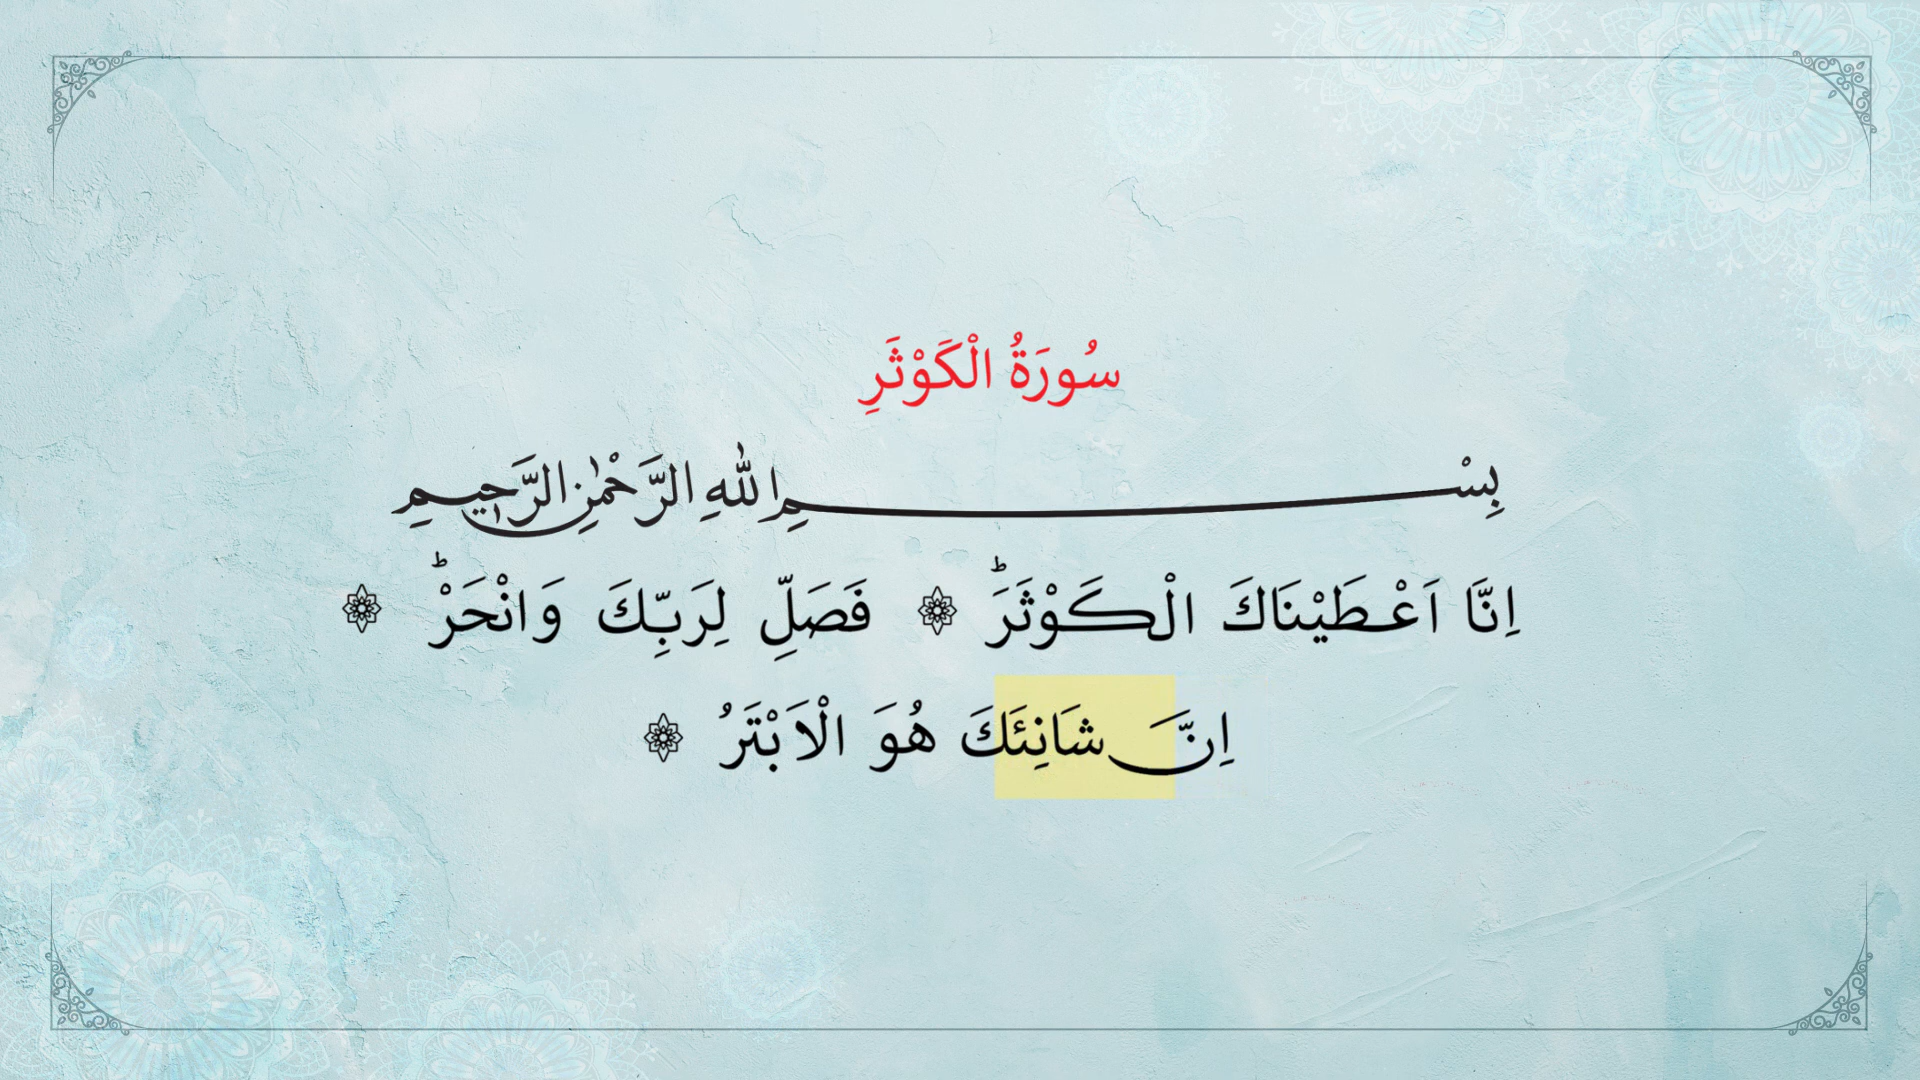 سُورَةُ الْكَوْثَرِ
بِسْمِ اللّٰهِ الرَّحْمٰنِ الرَّحِيمِ
اِنَّا اَعْطَيْنَاكَ الْكَوْثَرَؕ ۞ فَصَلِّ لِرَبِّكَ وَانْحَرْؕ ۞
اِنَّ شَانِئَكَ هُوَ الْاَبْتَرُ ۞